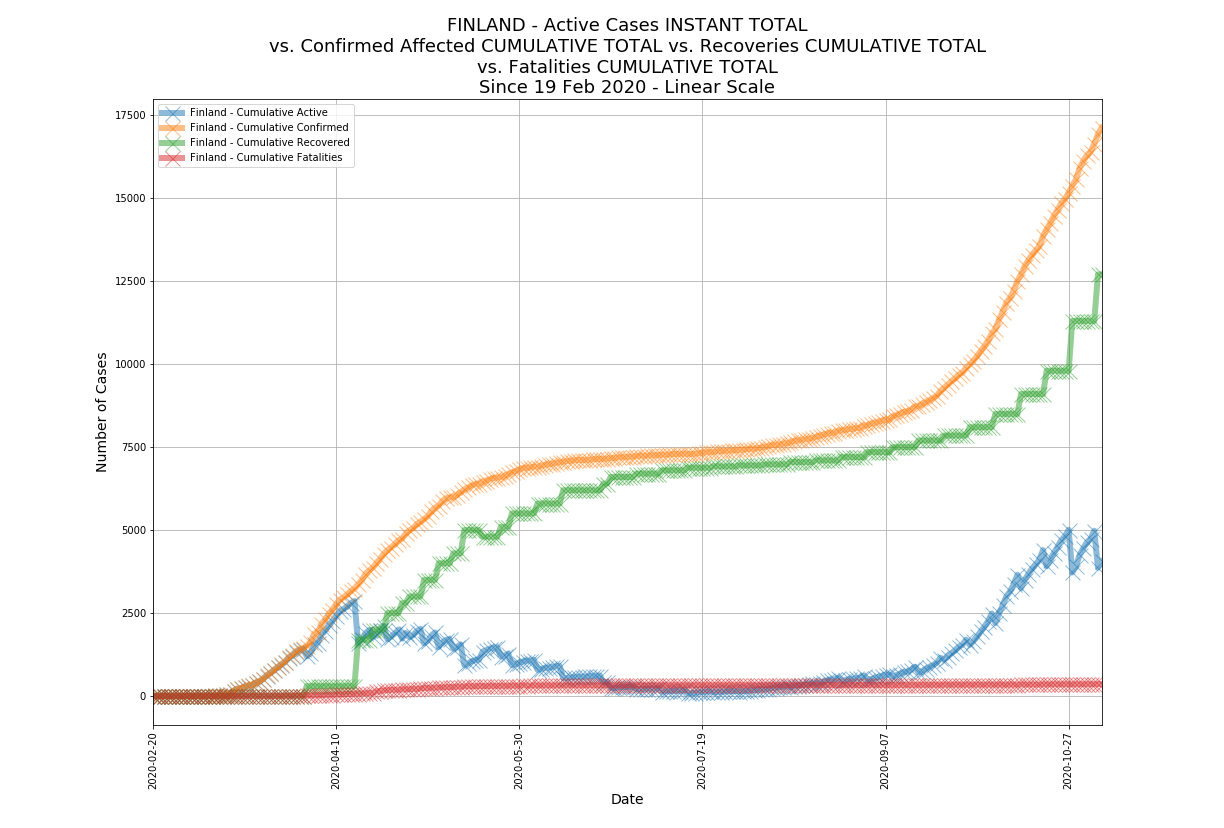 FINLAND - Active Cases INSTANT TOTAL
vs. Confirmed Affected CUMULATIVE TOTAL vs. Recoveries CUMULATIVE TOTAL
vs. Fatalities CUMULATIVE TOTAL
Since 19 Feb 2020 - Linear Scale
Finland - Cumulative Active
Finland - Cumulative Confirmed
Finland - Cumulative Recovered
Finland - Cumulative Fatalities
Number of Cases
17500
15000
12500
10000
7500
5000
2500
0
2020-02-20
2020-04-10
2020-05-30
2020-07-19
2020-09-07
2020-10-27
Date